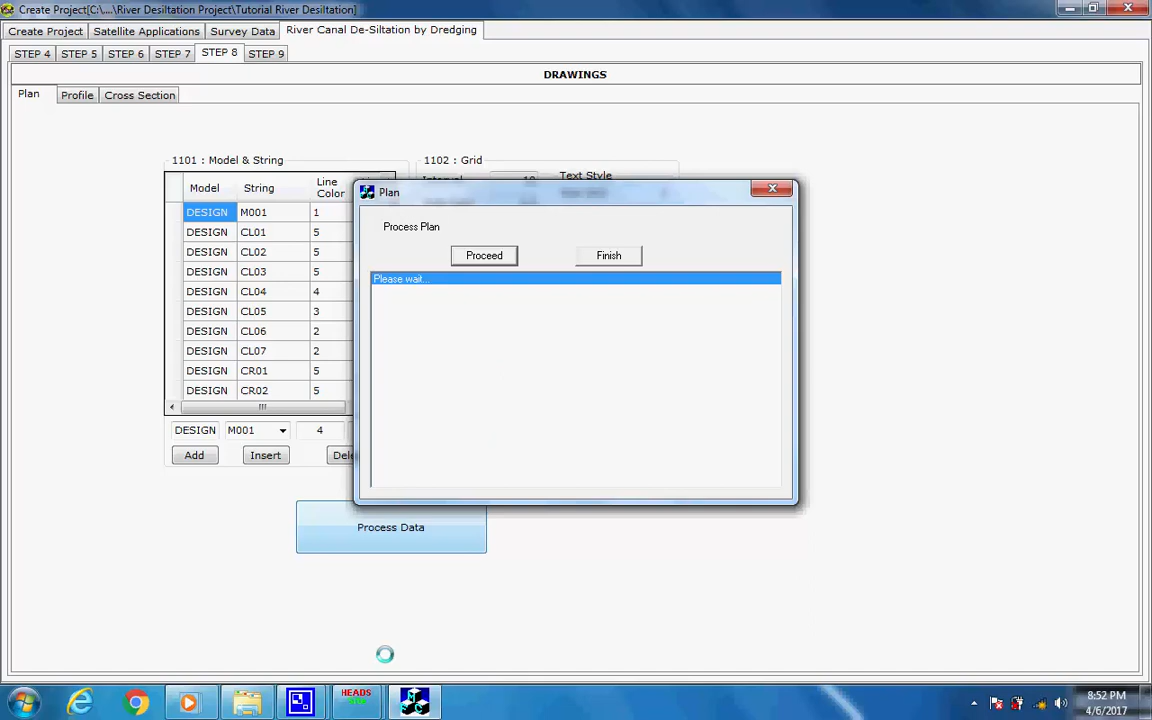 Create Project[C:\...\River Desiltation Project\Tutorial River Desiltation]
Create Project Satellite Applications Survey Data River Canal De-Siltation by Dredging
STEP 4 STEP 5 STEP 6 STEP 7 STEP 8 STEP 9
DRAWINGS
Plan Profile Cross Section
1101 : Model & String 1102 : Grid
Text Style
Model String Line Color
DESIGN M001 1
DESIGN CL01 5
DESIGN CL02 5
DESIGN CL03 5
DESIGN CL04 4
DESIGN CL05 3
DESIGN CL06 2
DESIGN CL07 2
DESIGN CR01 5
DESIGN CR02 5
DESIGN M001 4
Add Insert
Process Data
Plan
Process Plan
Proceed Finish
Please wait...
HEADS
8:52 PM
4/6/2017